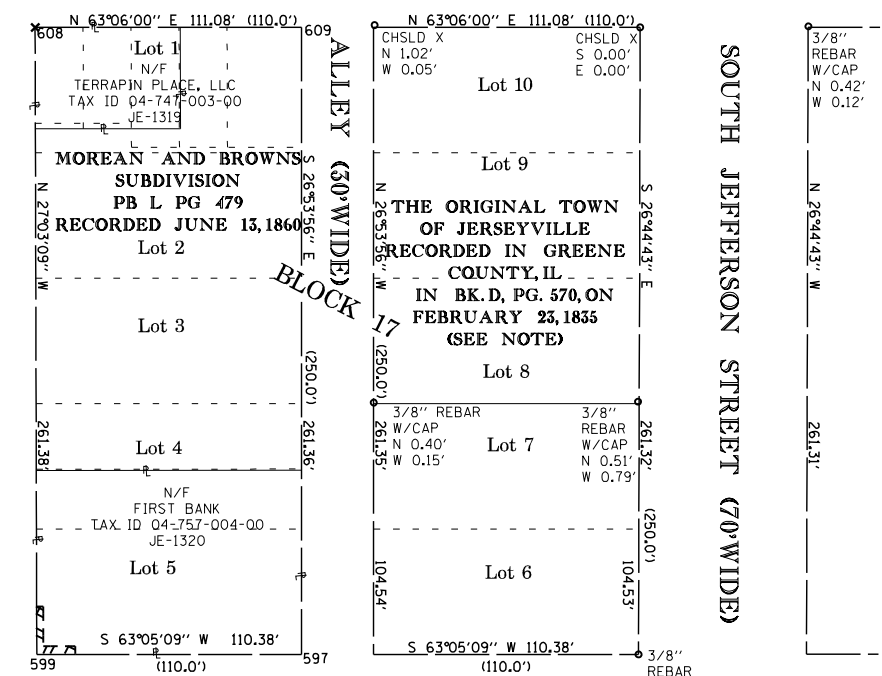 N 63°06'00" E 111.08' (110.0')
608
609
Lot 1
N/F
TERRAPIN PLACE, LLC
TAX ID 04-747-003-00
JE-1319
MOREAN AND BROWNS
SUBDIVISION
PB L PG 479
RECORDED JUNE 13, 1860
N 27°03'09" W
S 26°53'56" E
Lot 2
Lot 3
(250.0')
261.38'
261.36'
Lot 4
N/F
FIRST BANK
TAX ID 04-757-004-00
JE-1320
Lot 5
S 63°05'09" W 110.38'
599
(110.0')
597
ALLEY (30'WIDE)
BLOCK 17
N 63°06'00" E 111.08' (110.0')
CHSLD X
N 1.02'
W 0.05'
CHSLD X
S 0.00'
E 0.00'
Lot 10
Lot 9
N 26°53'56" W
S 26°44'43" E
THE ORIGINAL TOWN
OF JERSEYVILLE
RECORDED IN GREENE
COUNTY, IL
IN BK. D, PG. 570, ON
FEBRUARY 23, 1835
(SEE NOTE)
(250.0')
Lot 8
3/8" REBAR
W/CAP
N 0.40'
W 0.15'
3/8"
REBAR
W/CAP
N 0.51'
W 0.79'
261.35'
Lot 7
261.32'
(250.0')
Lot 6
104.54'
104.53'
S 63°05'09" W 110.38'
(110.0')
3/8"
REBAR
SOUTH JEFFERSON STREET (70'WIDE)
3/8"
REBAR
W/CAP
N 0.42'
W 0.12'
N 26°44'43" W
261.31'